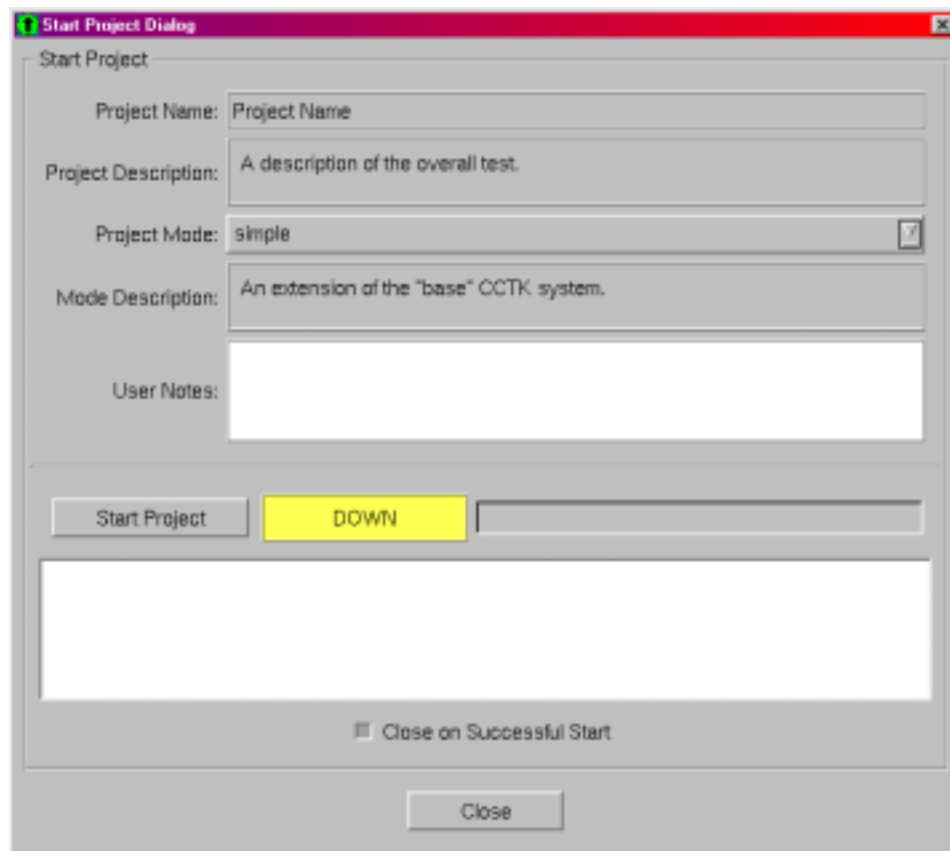 Start Project Dialog
Start Project
Project Name: Project Name
Project Description: A description of the overall test.
Project Mode: simple
Mode Description: An extension of the "base" CCTK system.
User Notes:
Start Project DOWN
Close on Successful Start
Close